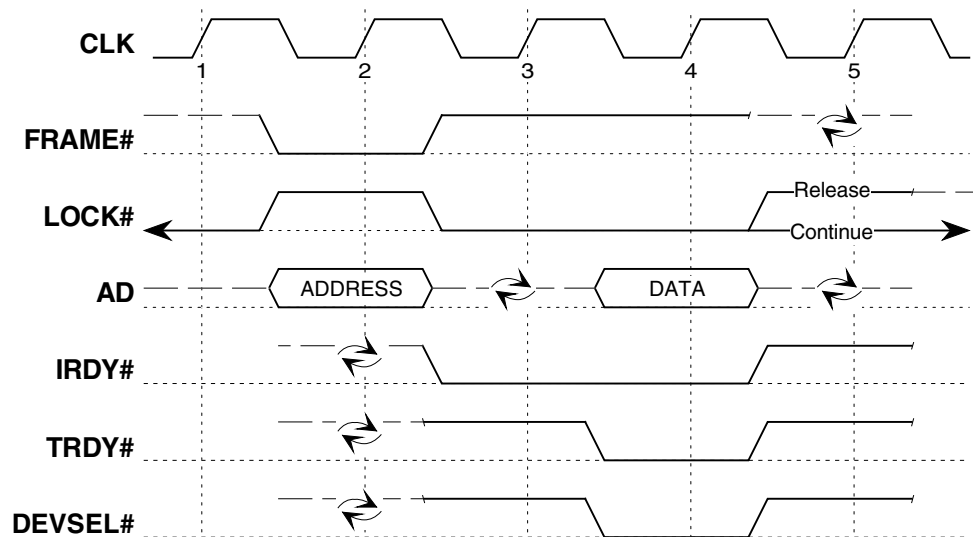 CLK
1 2 3 4 5
FRAME#
LOCK#
Release
Continue
AD
ADDRESS
DATA
IRDY#
TRDY#
DEVSEL#